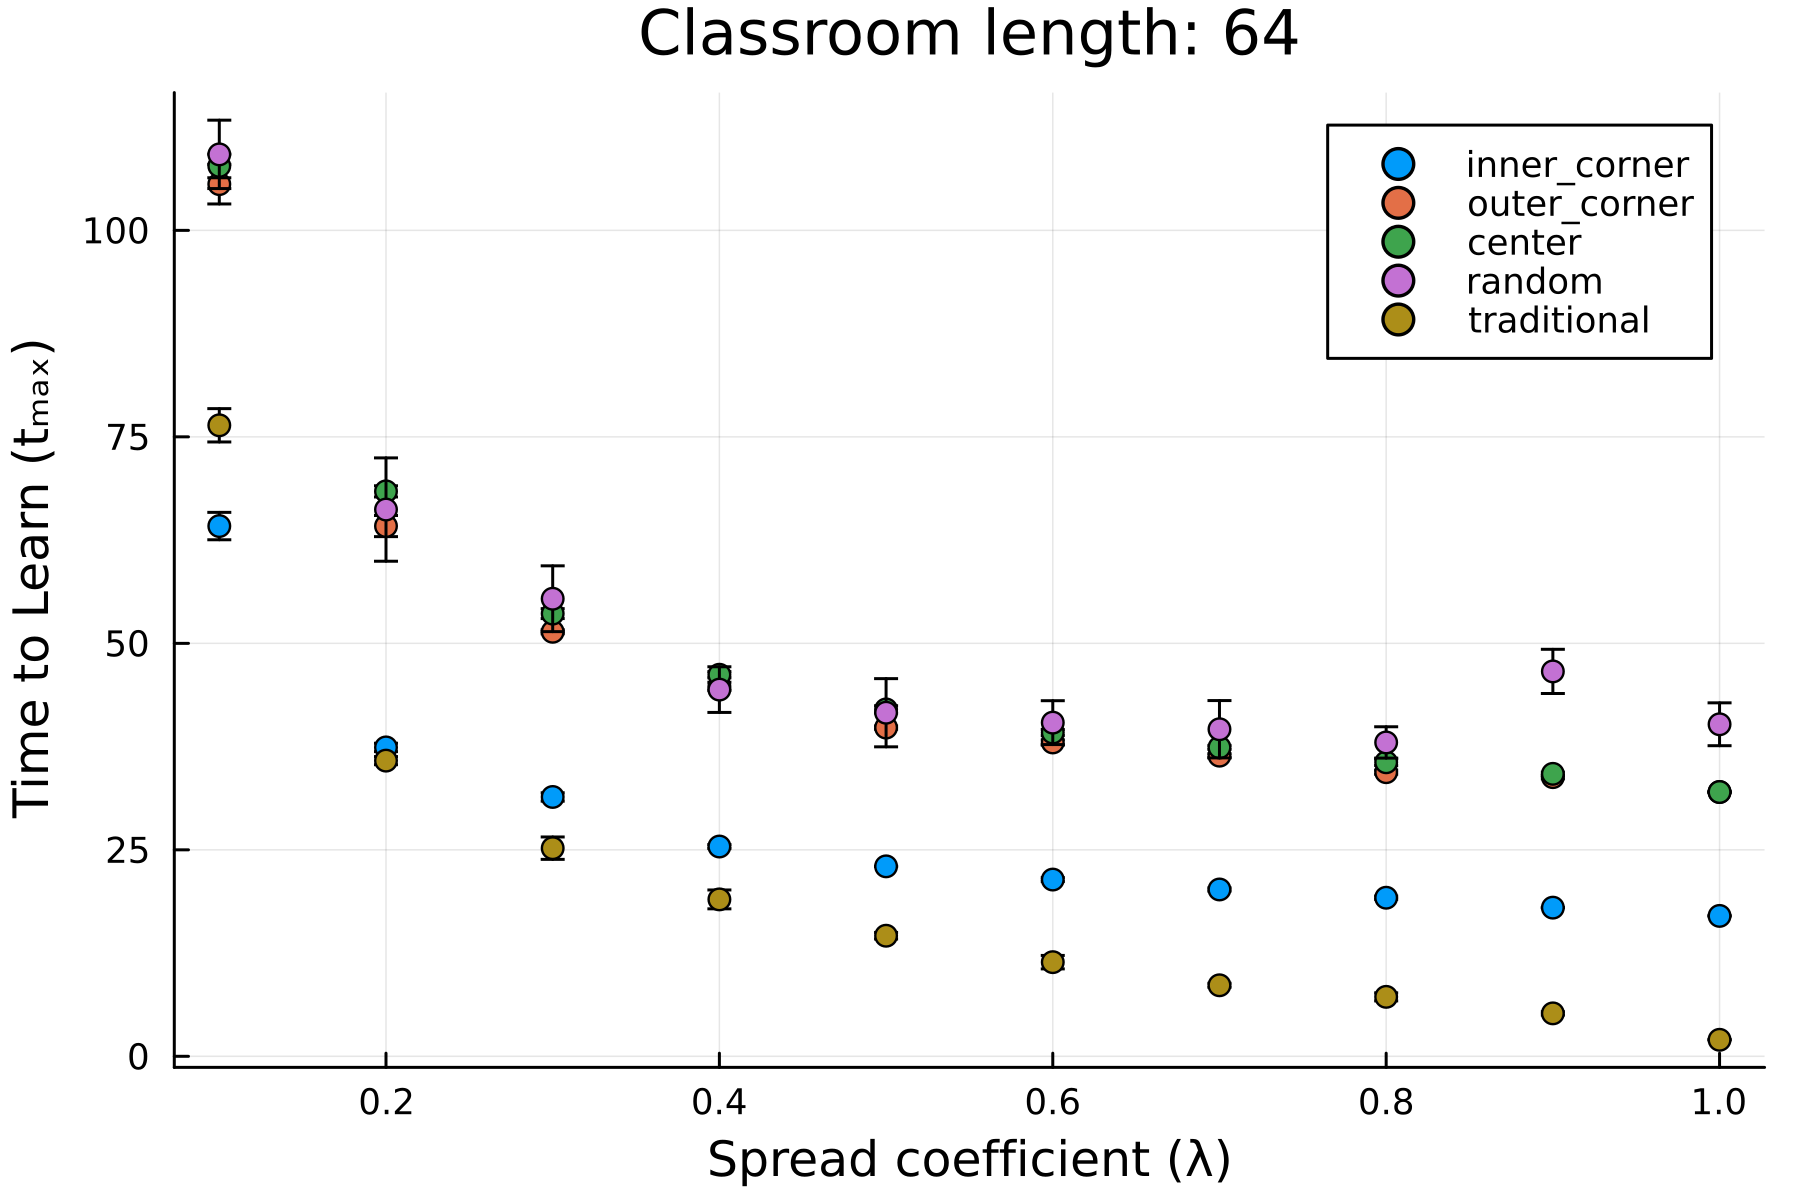 Classroom length: 64
Time to Learn (tₘₐₓ)
100
75
50
25
0
inner_corner
outer_corner
center
random
traditional
0.2
0.4
0.6
0.8
1.0
Spread coefficient (λ)